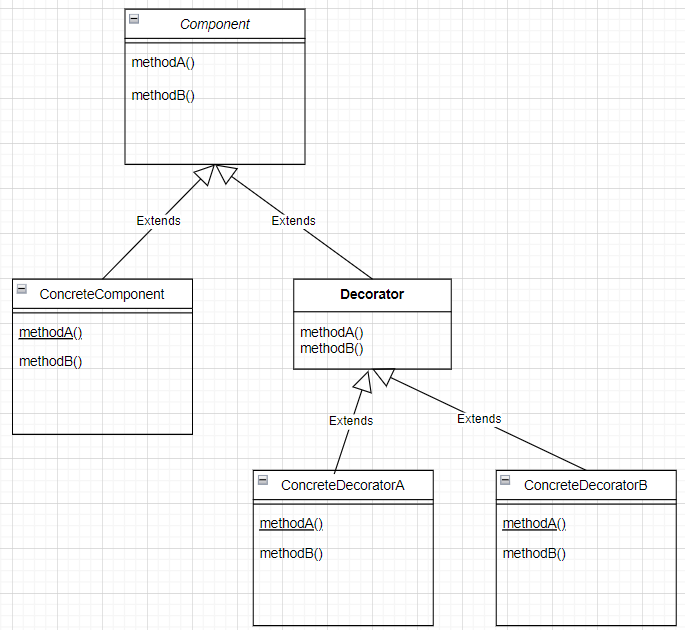 Component
methodA()
methodB()
Extends
Extends
ConcreteComponent
methodA()
methodB()
Decorator
methodA()
methodB()
Extends
Extends
ConcreteDecoratorA
methodA()
methodB()
ConcreteDecoratorB
methodA()
methodB()